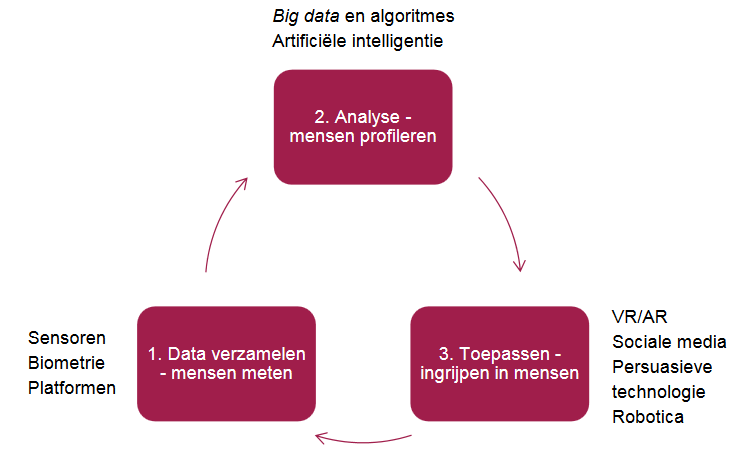 Big data en algoritmes
Artificiële intelligentie
2. Analyse -
mensen profileren
Sensoren
Biometrie
Platformen
1. Data verzamelen
- mensen meten
3. Toepassen -
ingrijpen in mensen
VR/AR
Sociale media
Persuasieve
technologie
Robotica